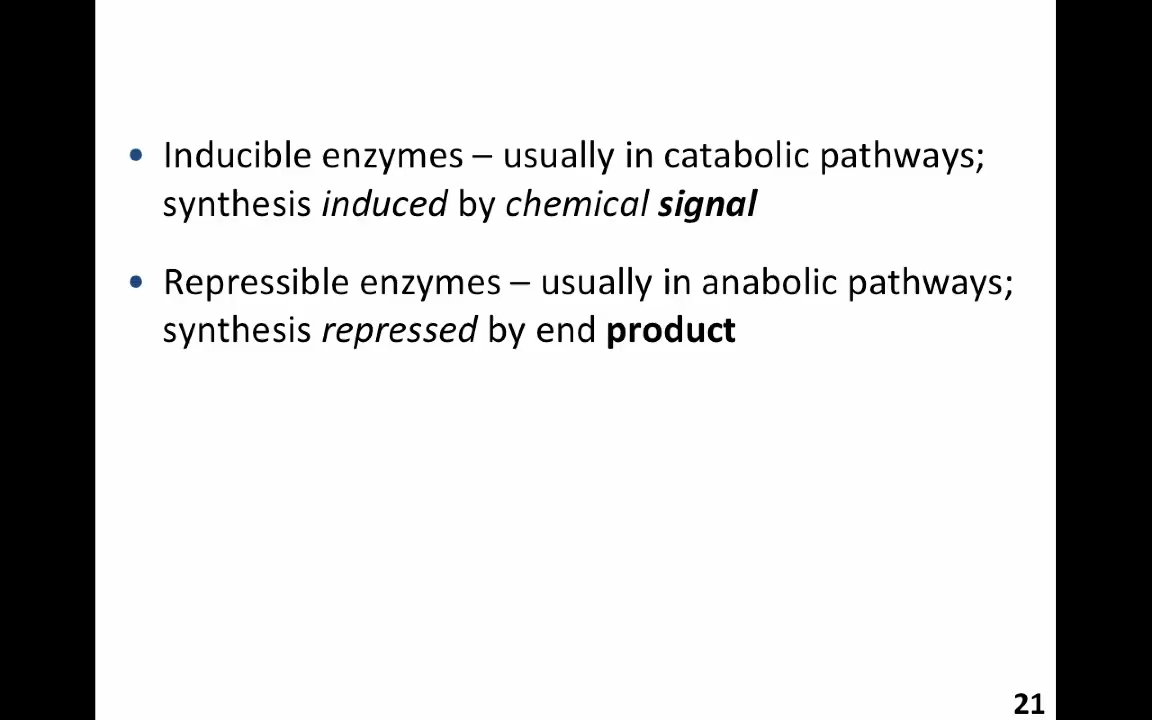 • Inducible enzymes – usually in catabolic pathways;
synthesis induced by chemical signal
• Repressible enzymes – usually in anabolic pathways;
synthesis repressed by end product
21